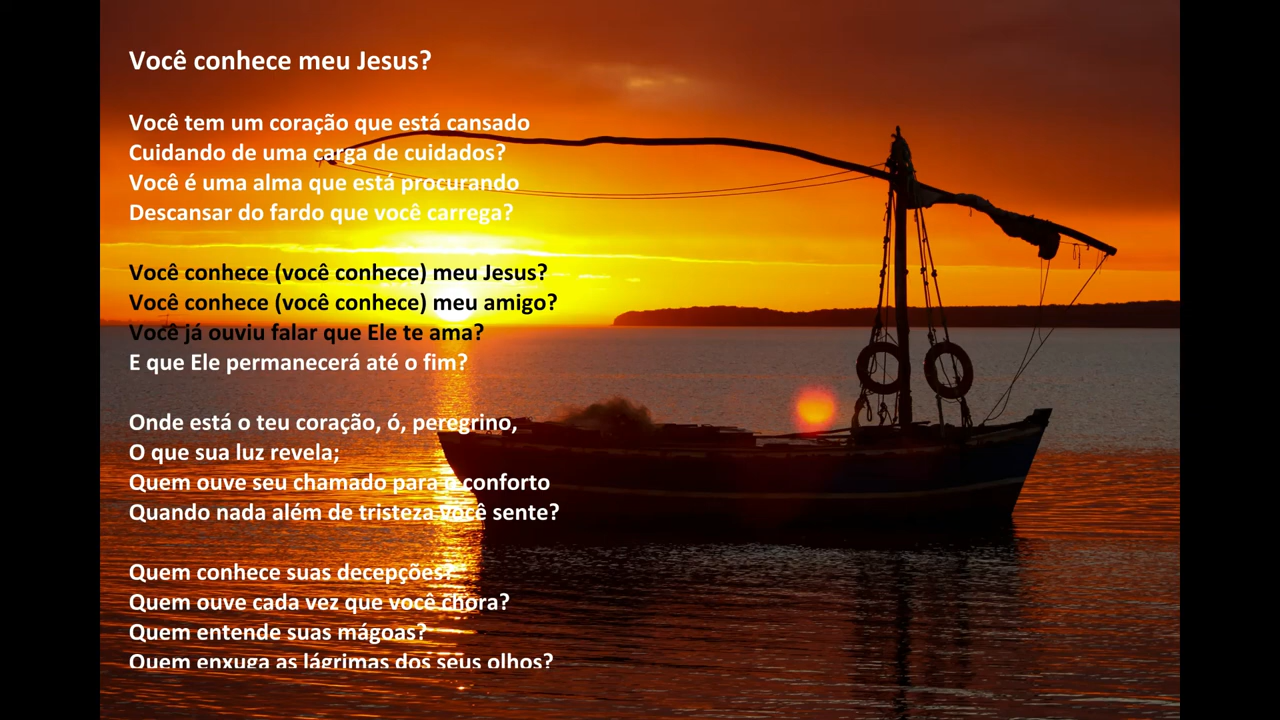 Você conhece meu Jesus?
Você tem um coração que está cansado
Cuidando de uma carga de cuidados?
Você é uma alma que está procurando
Descansar do fardo que você carrega?
Você conhece (você conhece) meu Jesus?
Você conhece (você conhece) meu amigo?
Você já ouviu falar que Ele te ama?
E que Ele permanecerá até o fim?
Onde está o teu coração, ó, peregrino,
O que sua luz revela;
Quem ouve seu chamado para o conforto
Quando nada além de tristeza você sente?
Quem conhece suas decepções?
Quem ouve cada vez que você chora?
Quem entende suas mágoas?
Quem enxuga as lágrimas dos seus olhos?